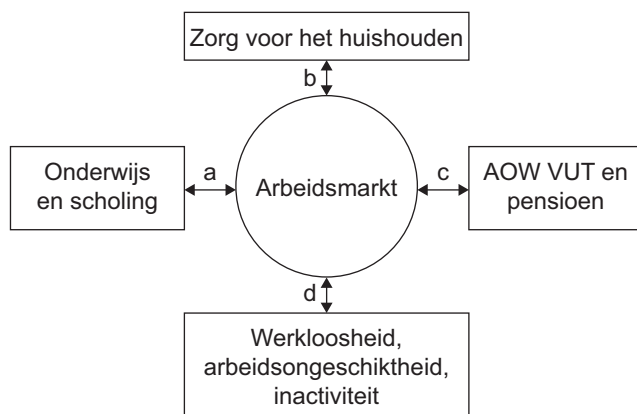 Zorg voor het huishouden
b
Onderwijs
en scholing
a
Arbeidsmarkt
c
AOW VUT en
pensioen
d
Werkloosheid,
arbeidsongeschiktheid,
inactiviteit